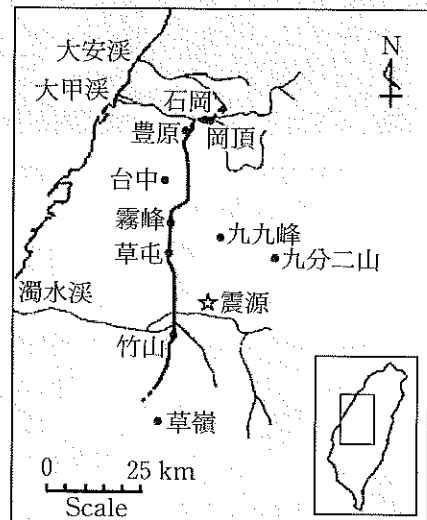 大安溪
N
大甲溪
石岡
豊原
岡頂
台中
霧峰
九九峰
草屯
九分二山
濁水溪
☆震源
竹山
草嶺
0 25 km
Scale